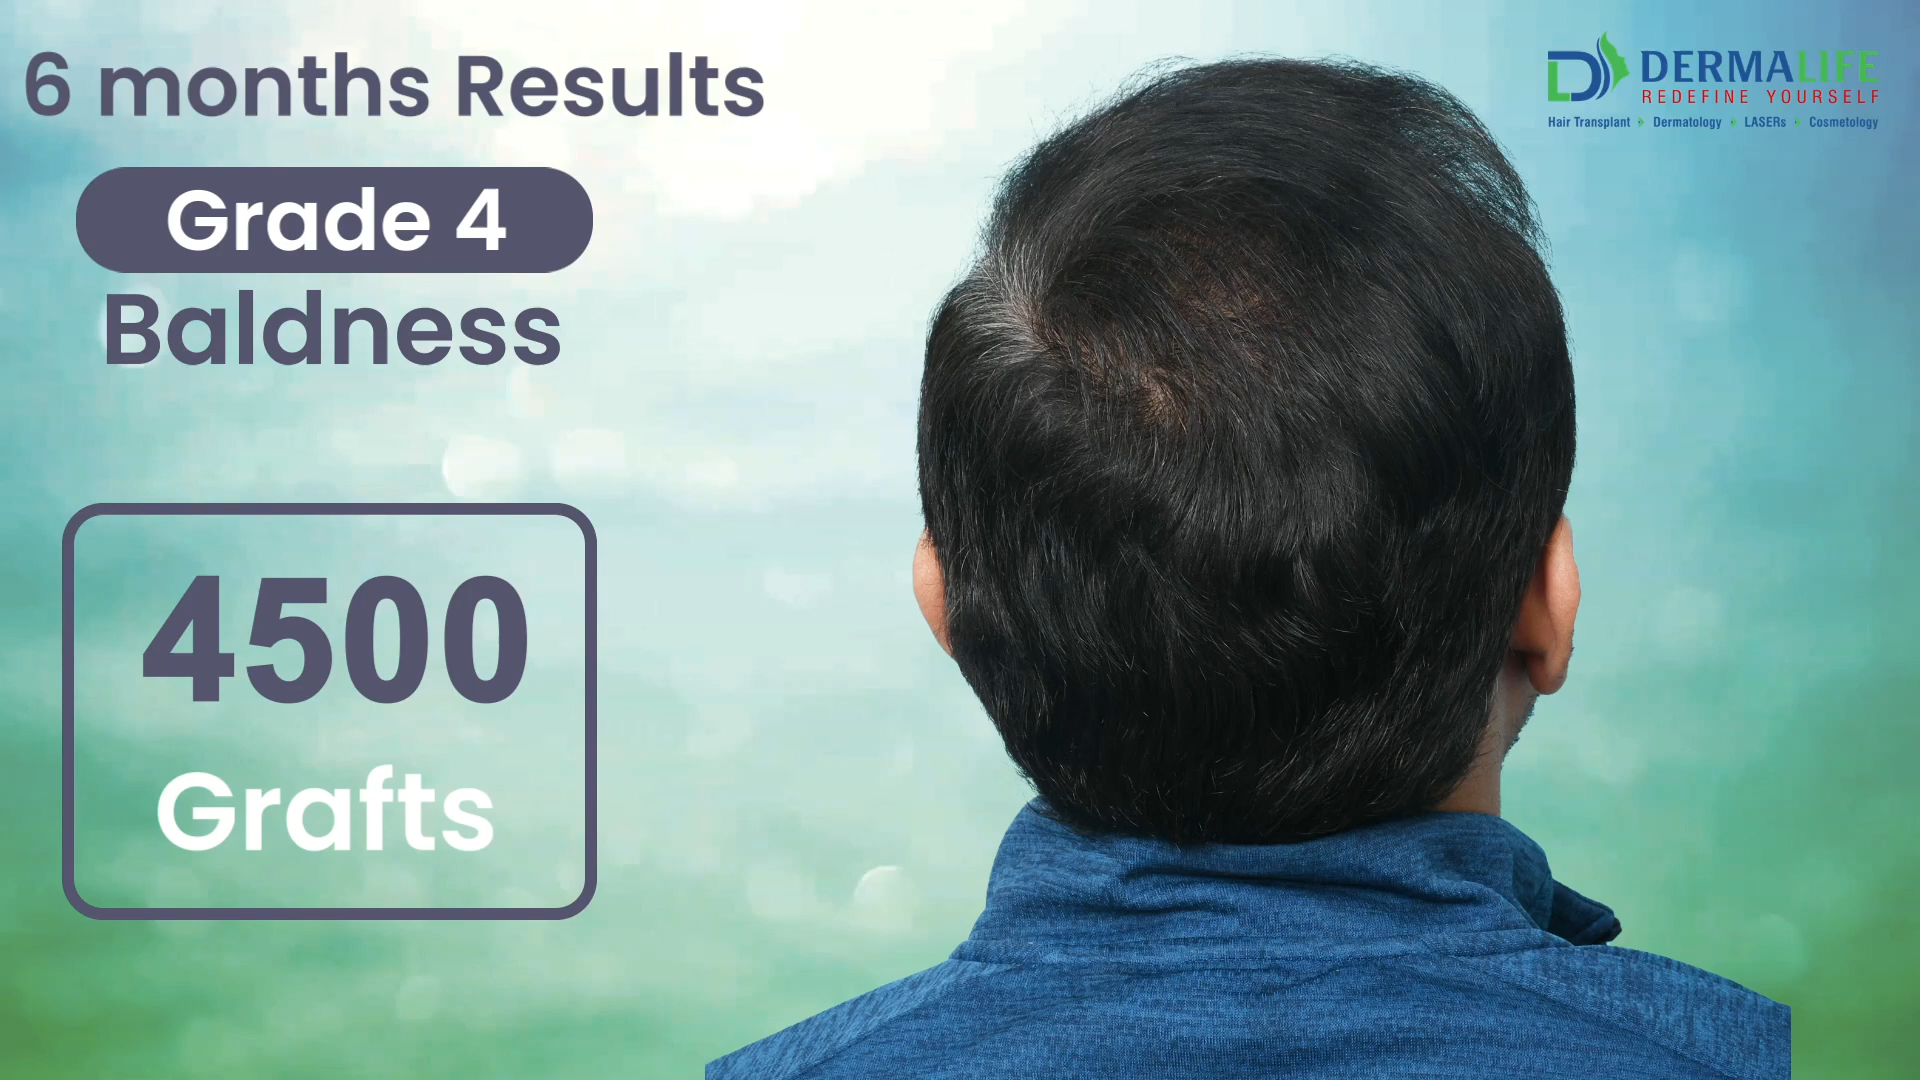 6 months Results
Grade 4
Baldness
4500
Grafts
DERMALIFE
REDEFINE YOURSELF
Hair Transplant Dermatology LASERs Cosmetology